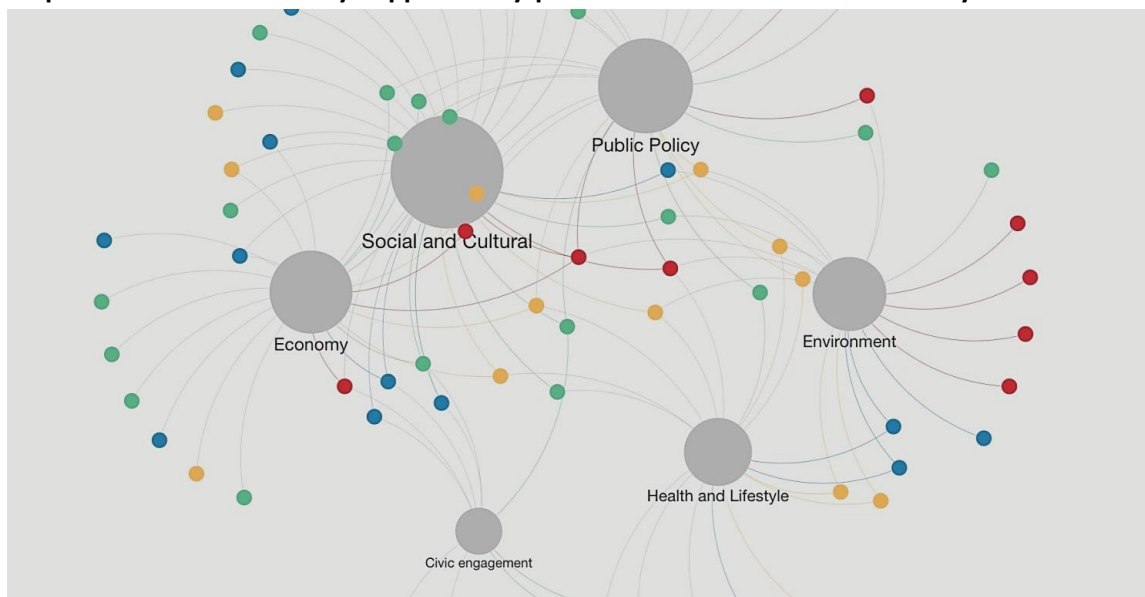 Public Policy
Social and Cultural
Economy
Environment
Health and Lifestyle
Civic engagement